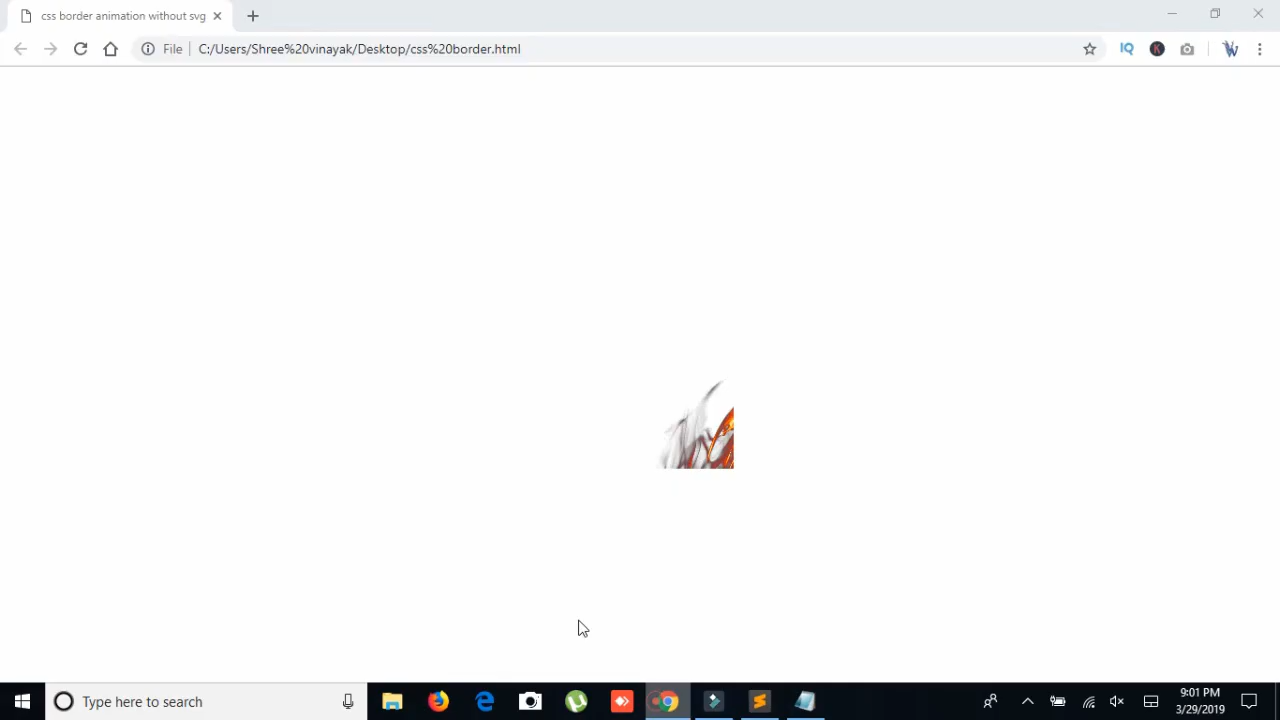 css border animation without svg
File
C:/Users/Shree%20vinayak/Desktop/css%20border.html
IQ
K
Type here to search
9:01 PM
3/29/2019